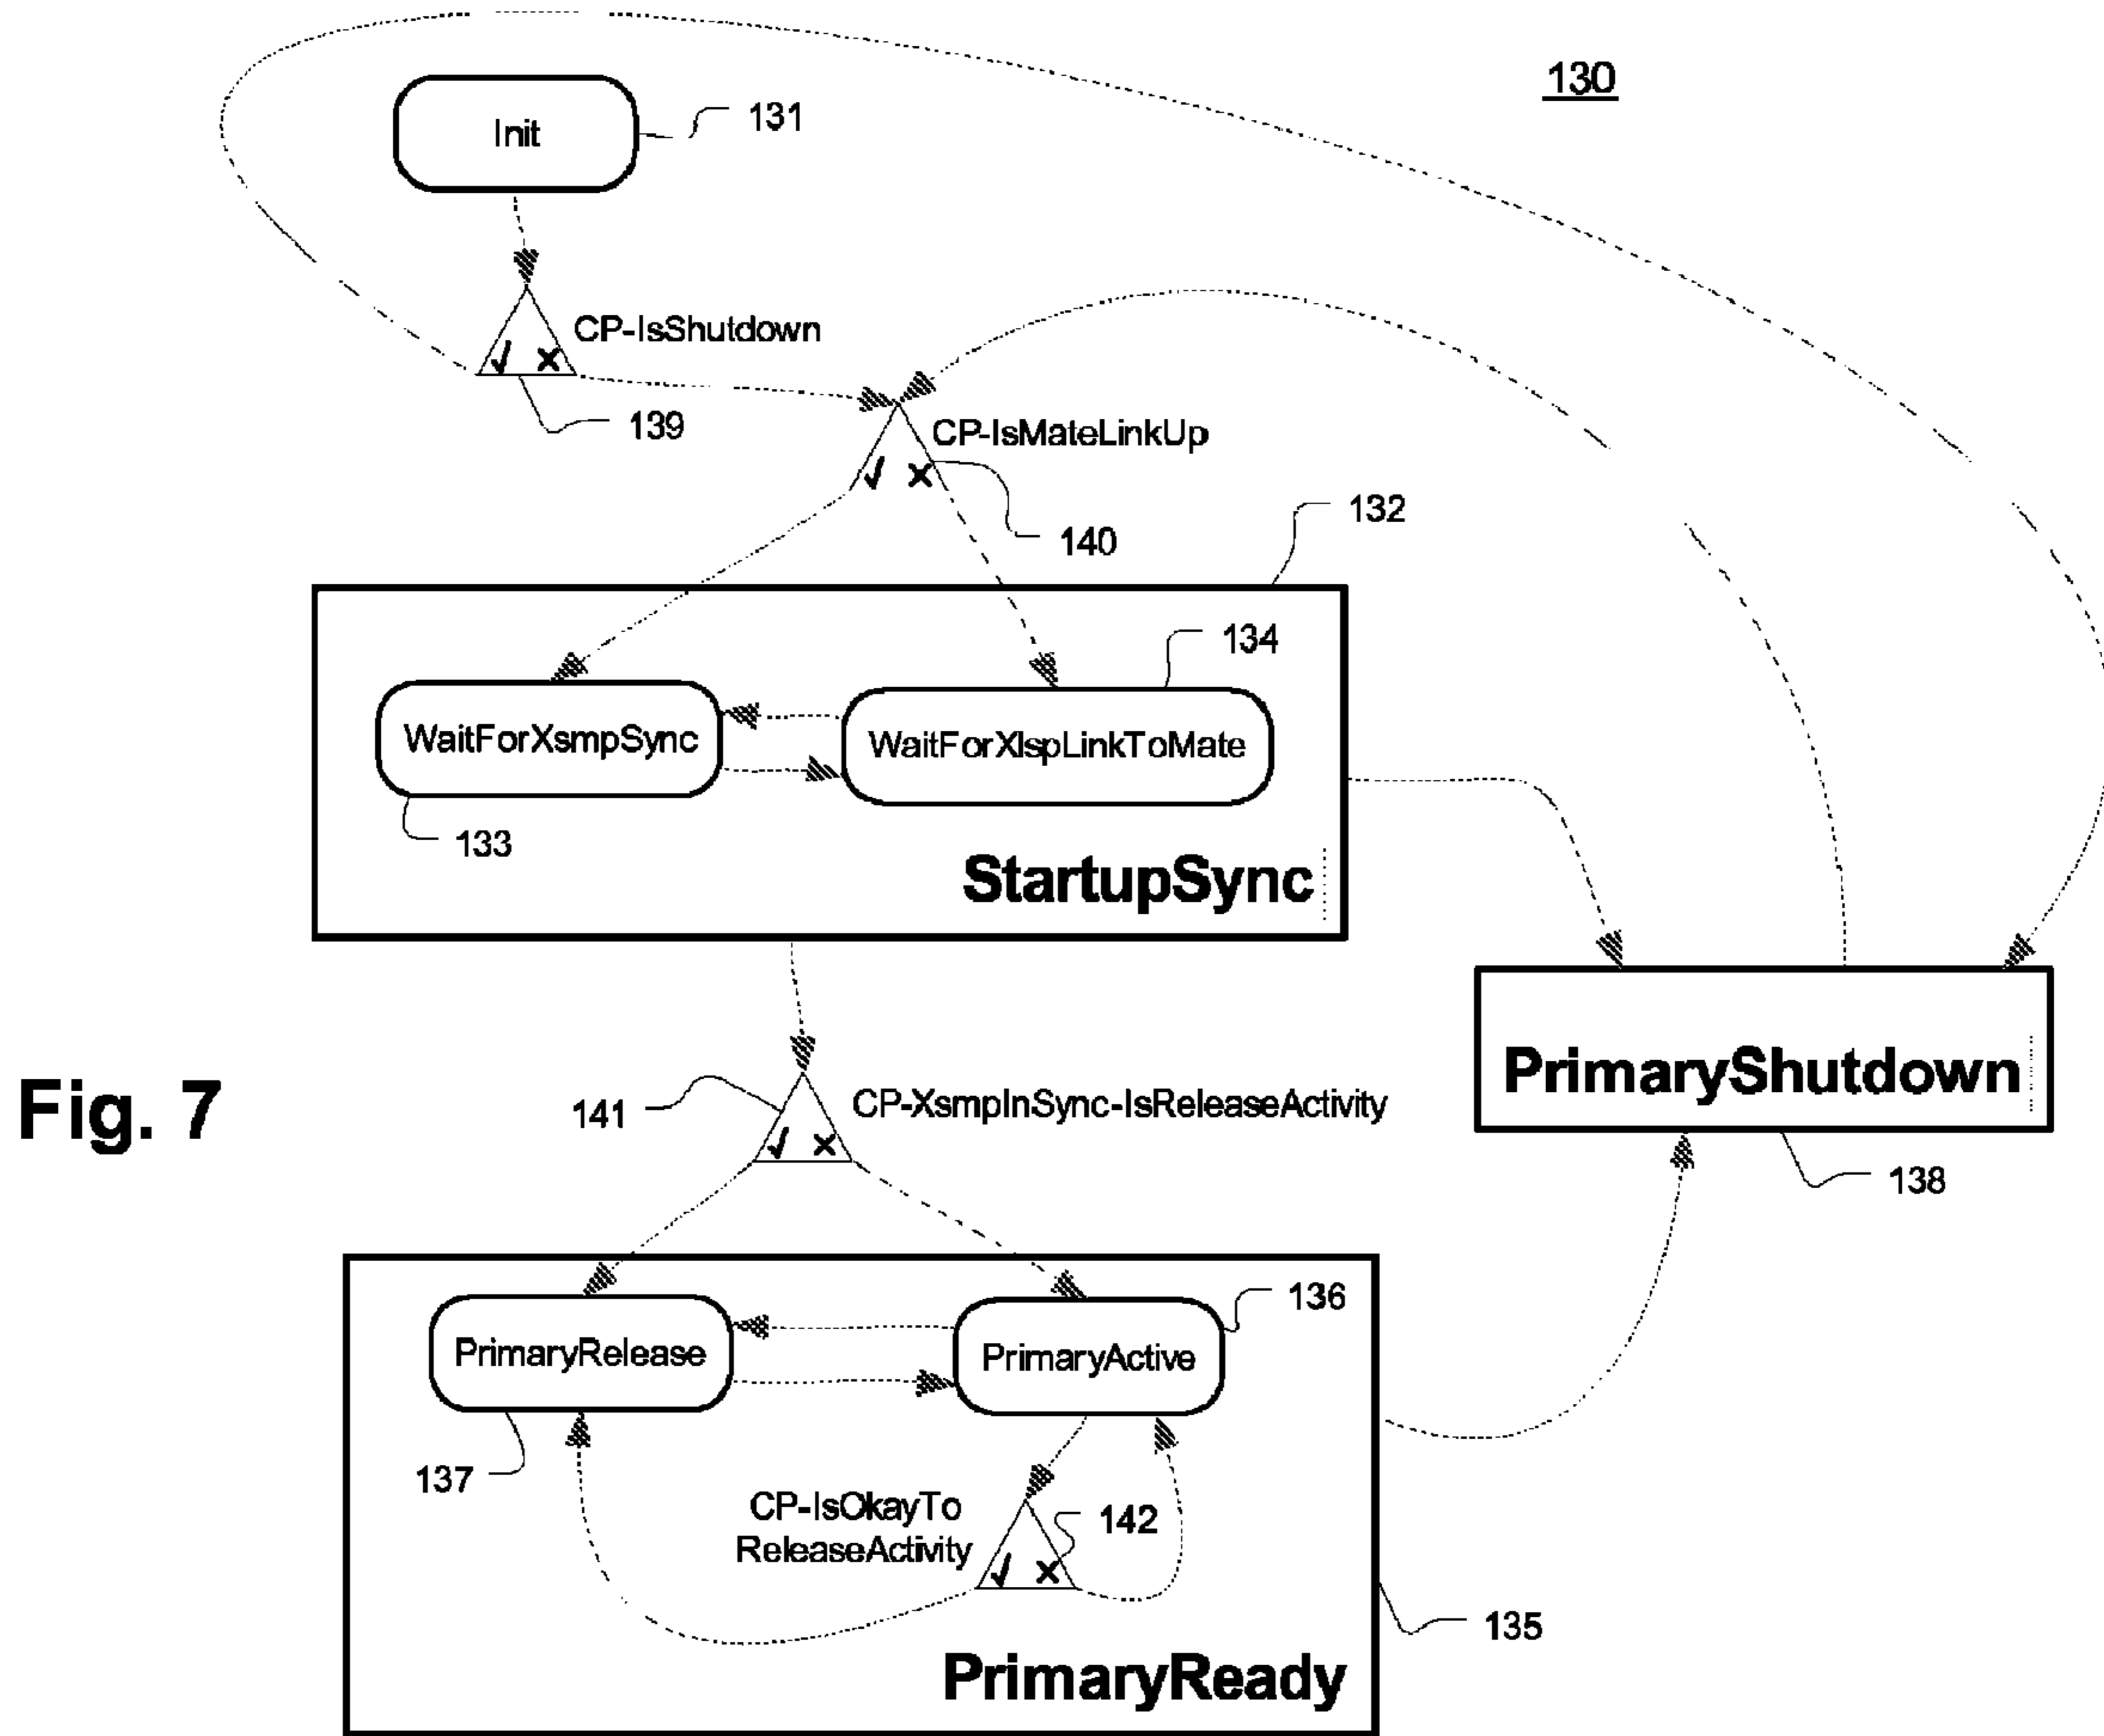 130
Init
131
CP-IsShutdown
139
CP-IsMateLinkUp
140
132
134
WaitForXsmpSync
WaitForXlspLinkToMate
133
StartupSync
PrimaryShutdown
138
Fig. 7
141
CP-XsmpInSync-IsReleaseActivity
136
PrimaryRelease
PrimaryActive
137
CP-IsOkayTo
ReleaseActivity
142
135
PrimaryReady